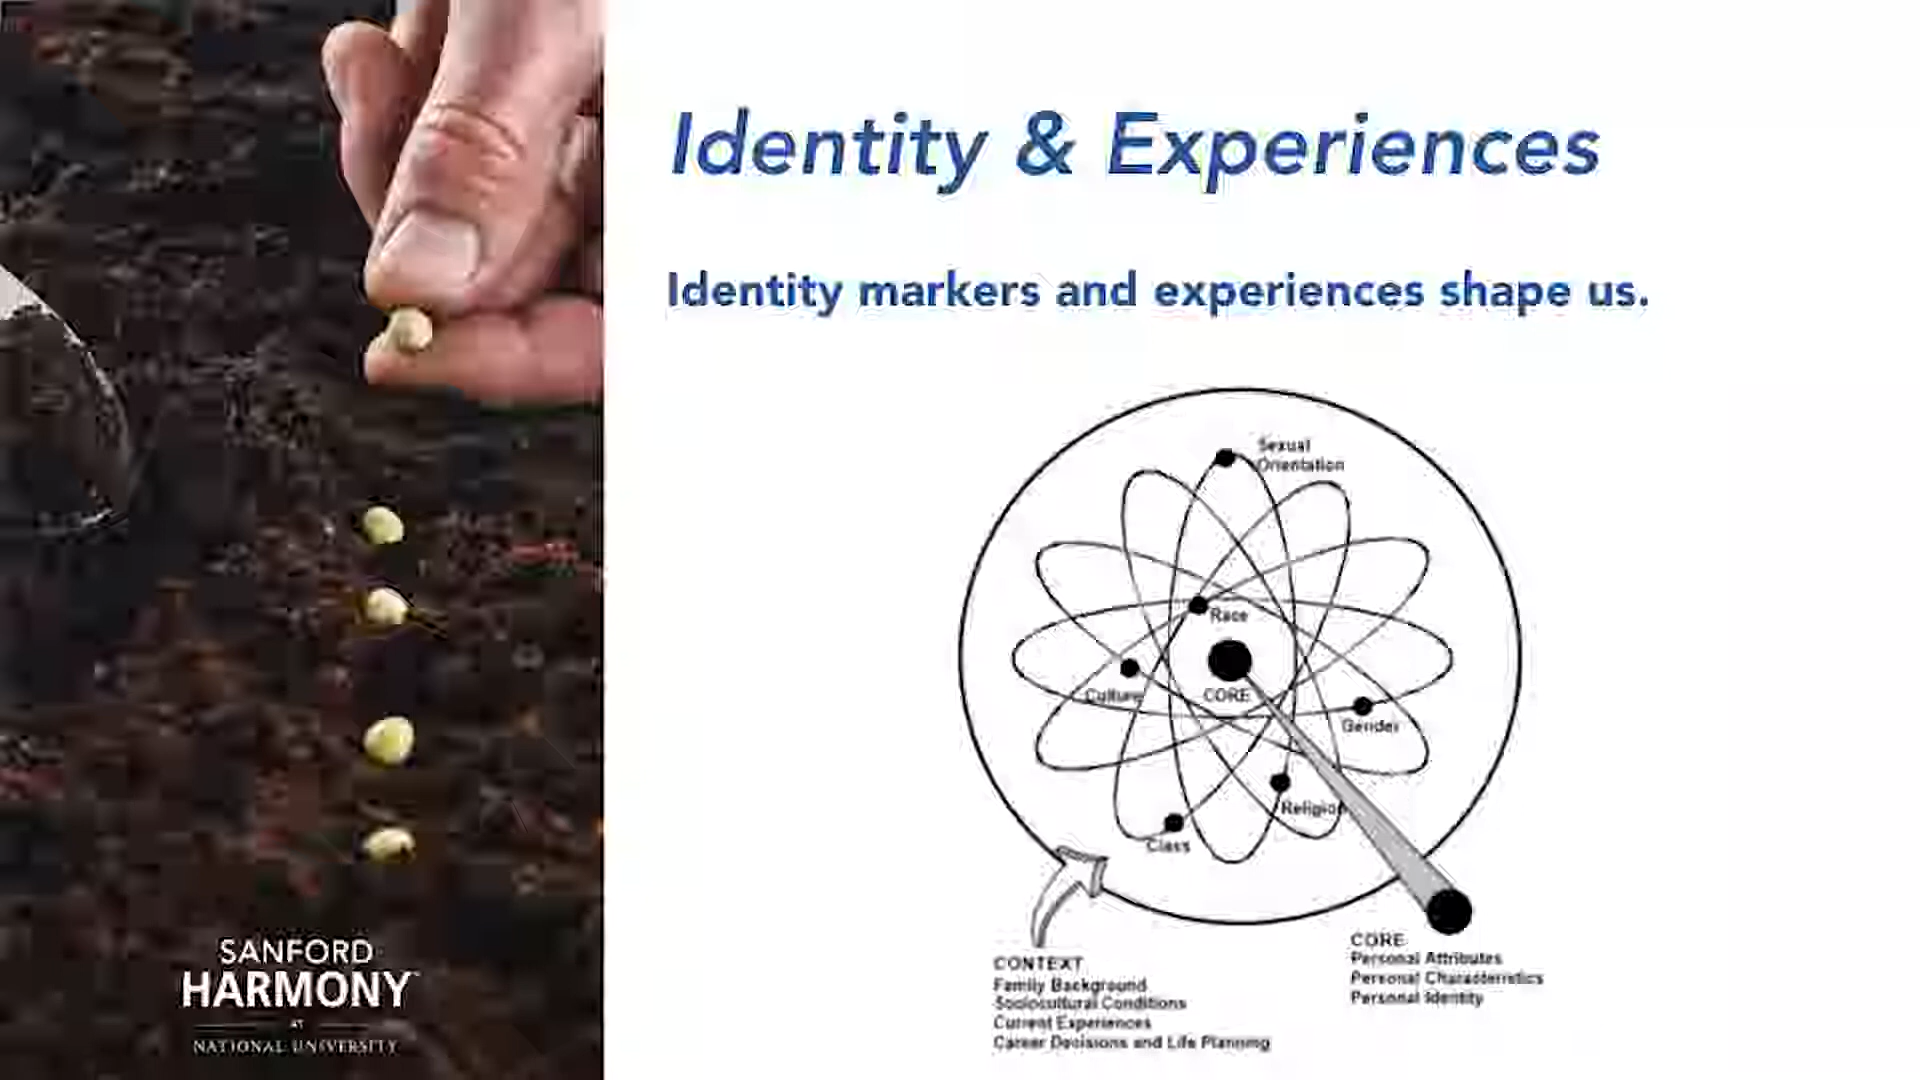 Identity & Experiences
Identity markers and experiences shape us.
Sexual
Orientation
Race
Culture
CORE
Gender
Religion
Class
CONTEXT
Family Background
Sociocultural Conditions
Current Experiences
Career Decisions and Life Planning
CORE
Personal Attributes
Personal Characteristics
Personal Identity
SANFORD
HARMONY
AT
NATIONAL UNIVERSITY